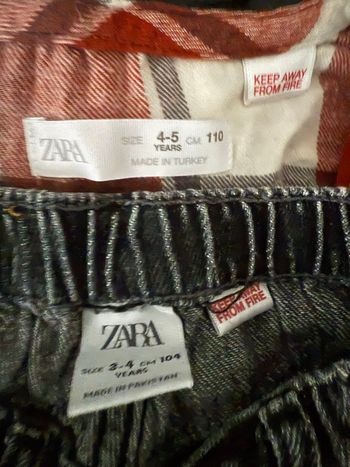 KEEP AWAY
FROM FIRE
ZARA
SIZE 4-5 CM 110
YEARS
MADE IN TURKEY
KEEP AWAY
FROM FIRE
ZARA
SIZE 3-4 CM 104
YEARS
MADE IN PAKISTAN